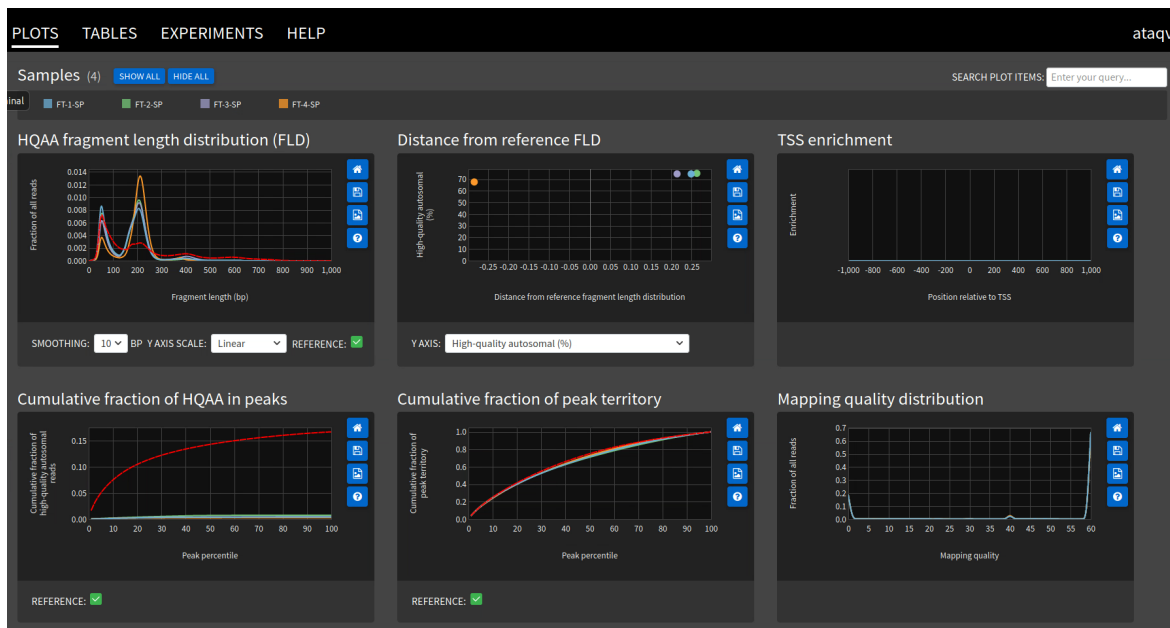 PLOTS TABLES EXPERIMENTS HELP ataqv
Samples (4) SHOW ALL HIDE ALL SEARCH PLOT ITEMS: Enter your query...
inal FT-1-SP FT-2-SP FT-3-SP FT-4-SP
HQAA fragment length distribution (FLD)
Fraction of all reads
0.014
0.012
0.010
0.008
0.006
0.004
0.002
0.000
0 100 200 300 400 500 600 700 800 900 1,000
Fragment length (bp)
SMOOTHING: 10 BP Y AXIS SCALE: Linear REFERENCE:
Distance from reference FLD
High-quality autosomal
(%)
70
60
50
40
30
20
10
0
-0.25 -0.20 -0.15 -0.10 -0.05 0.00 0.05 0.10 0.15 0.20 0.25
Distance from reference fragment length distribution
Y AXIS: High-quality autosomal (%)
TSS enrichment
Enrichment
-1,000 -800 -600 -400 -200 0 200 400 600 800 1,000
Position relative to TSS
Cumulative fraction of HQAA in peaks
Cumulative fraction of
high-quality autosomal
reads
0.15
0.10
0.05
0.00
0 10 20 30 40 50 60 70 80 90 100
Peak percentile
REFERENCE:
Cumulative fraction of peak territory
Cumulative fraction of
peak territory
1.0
0.8
0.6
0.4
0.2
0.0
0 10 20 30 40 50 60 70 80 90 100
Peak percentile
REFERENCE:
Mapping quality distribution
Fraction of all reads
0.7
0.6
0.5
0.4
0.3
0.2
0.1
0.0
0 5 10 15 20 25 30 35 40 45 50 55 60
Mapping quality